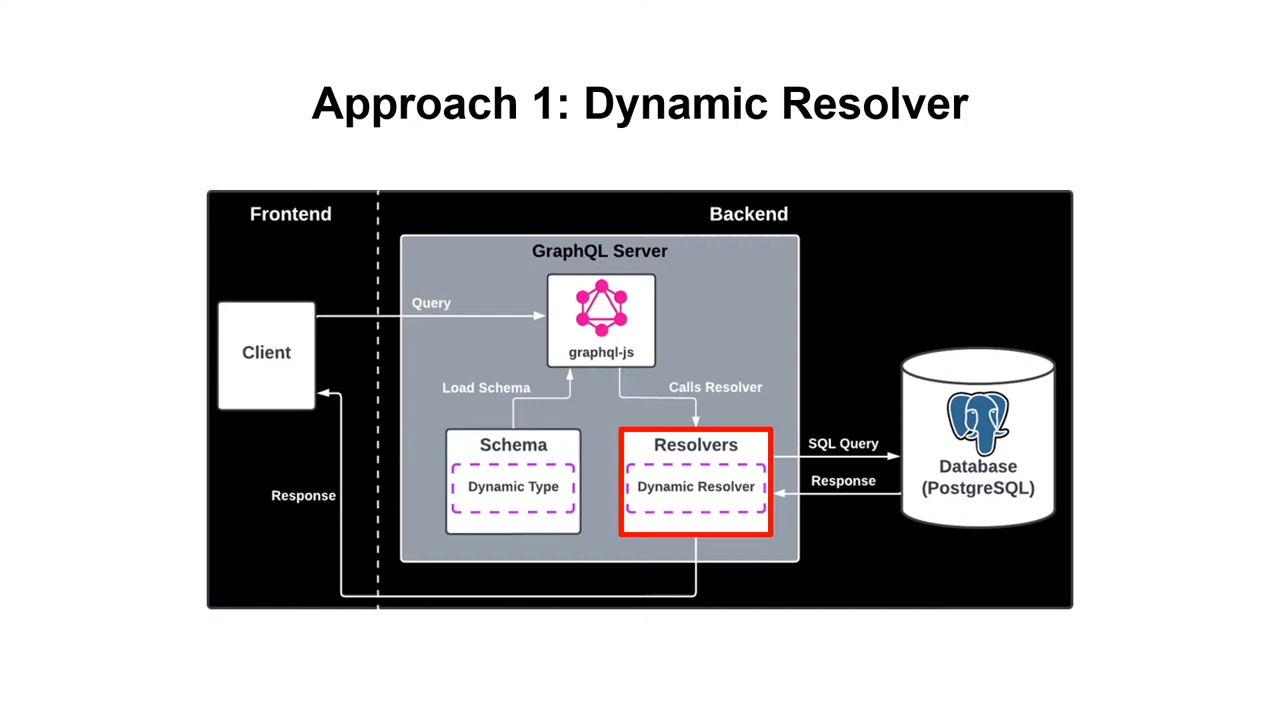 Approach 1: Dynamic Resolver
Frontend
Backend
GraphQL Server
Query
graphql-js
Client
Load Schema
Calls Resolver
Schema
Dynamic Type
Resolvers
Dynamic Resolver
SQL Query
Response
Database
(PostgreSQL)
Response